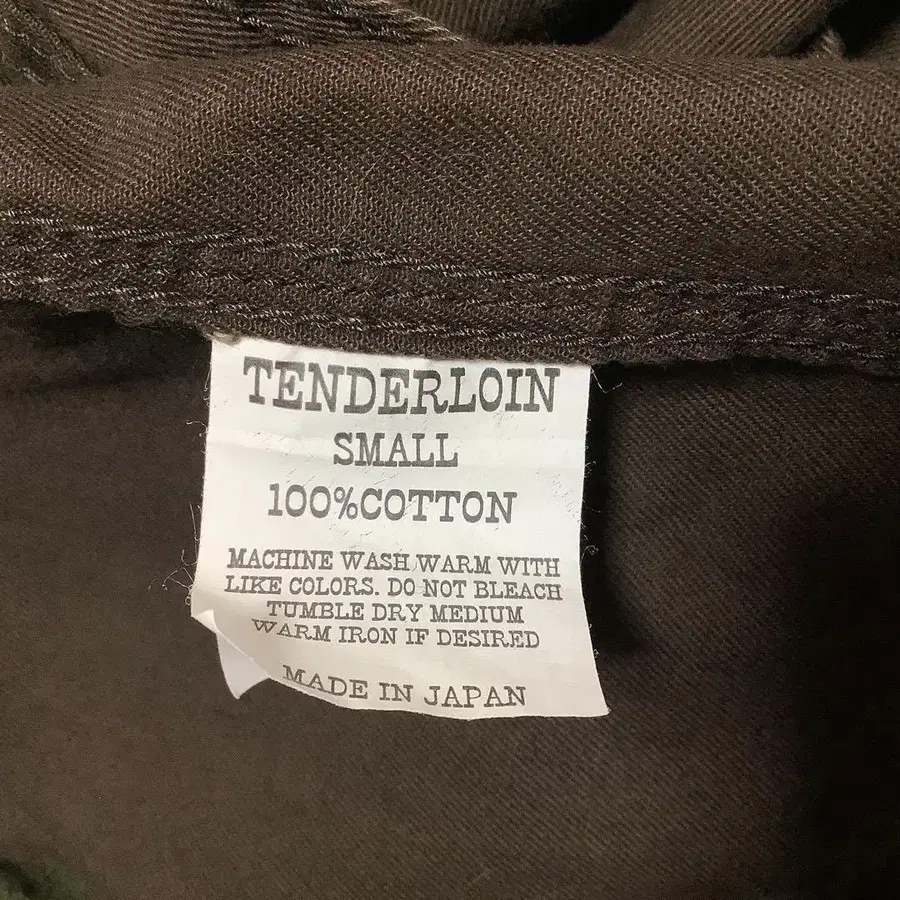 TENDERLOIN
SMALL
100%COTTON
MACHINE WASH WARM WITH
LIKE COLORS. DO NOT BLEACH
TUMBLE DRY MEDIUM
WARM IRON IF DESIRED
MADE IN JAPAN